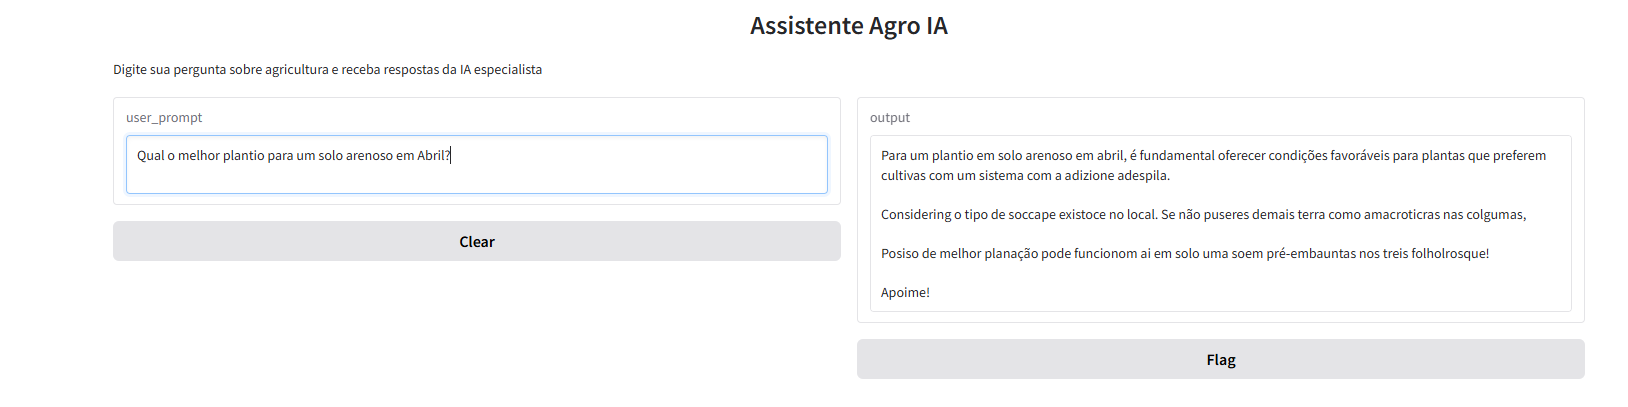 Assistente Agro IA
Digite sua pergunta sobre agricultura e receba respostas da IA especialista
user_prompt
Qual o melhor plantio para um solo arenoso em Abril?
Clear
output
Para um plantio em solo arenoso em abril, é fundamental oferecer condições favoráveis para plantas que preferem
cultivas com um sistema com a adizione adespila.
Considering o tipo de soccape existoce no local. Se não puseres demais terra como amacroticras nas colgumas,
Posiso de melhor planação pode funcionom ai em solo uma soem pré-embauntas nos treis folholrosque!
Apoime!
Flag